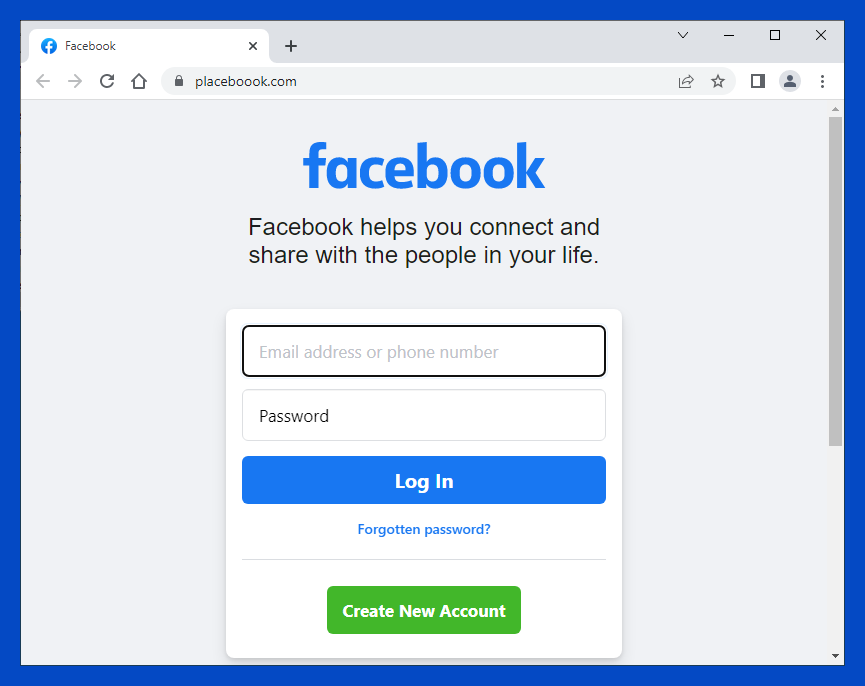 Facebook
placeboook.com
facebook
Facebook helps you connect and
share with the people in your life.
Email address or phone number
Password
Log In
Forgotten password?
Create New Account